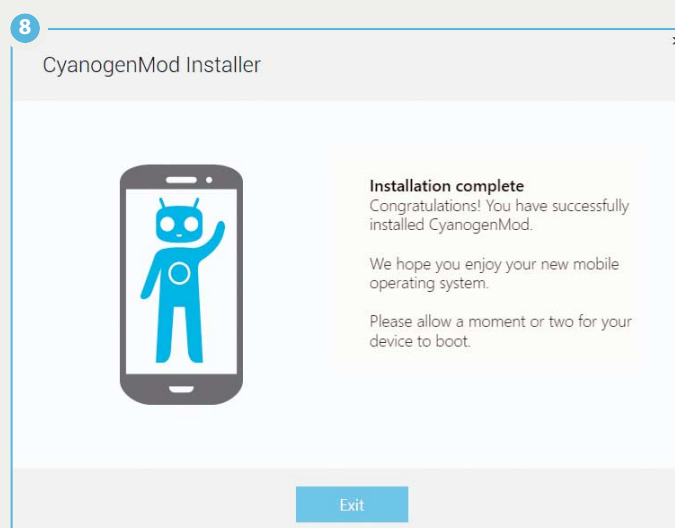 8
CyanogenMod Installer
Installation complete
Congratulations! You have successfully
installed CyanogenMod.
We hope you enjoy your new mobile
operating system.
Please allow a moment or two for your
device to boot.
Exit